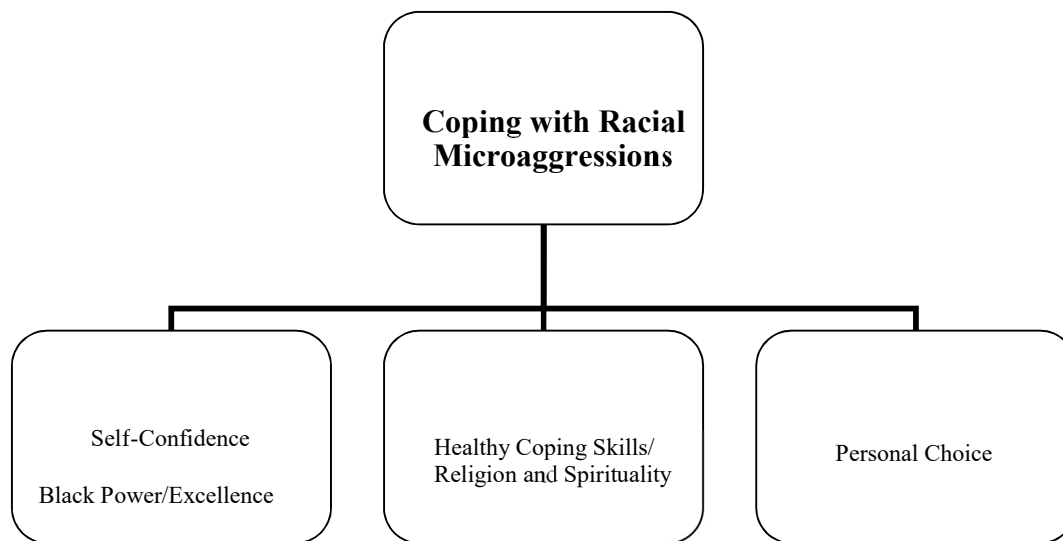 Coping with Racial
Microaggressions
Self-Confidence
Black Power/Excellence
Healthy Coping Skills/
Religion and Spirituality
Personal Choice